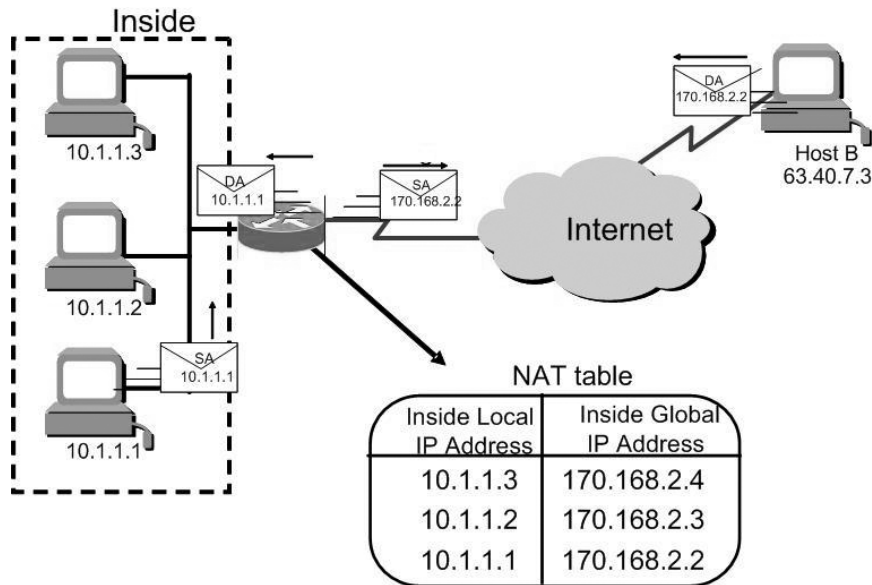 Inside
10.1.1.3
10.1.1.2
SA
10.1.1.1
10.1.1.1
DA
10.1.1.1
SA
170.168.2.2
Internet
DA
170.168.2.2
Host B
63.40.7.3
NAT table
Inside Local
IP Address
Inside Global
IP Address
10.1.1.3 170.168.2.4
10.1.1.2 170.168.2.3
10.1.1.1 170.168.2.2